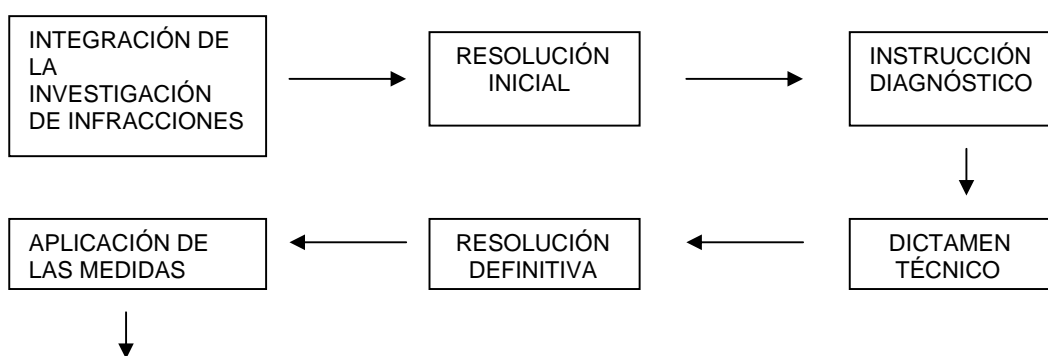 INTEGRACIÓN DE
LA
INVESTIGACIÓN
DE INFRACCIONES
RESOLUCIÓN
INICIAL
INSTRUCCIÓN
DIAGNÓSTICO
DICTAMEN
TÉCNICO
RESOLUCIÓN
DEFINITIVA
APLICACIÓN DE
LAS MEDIDAS